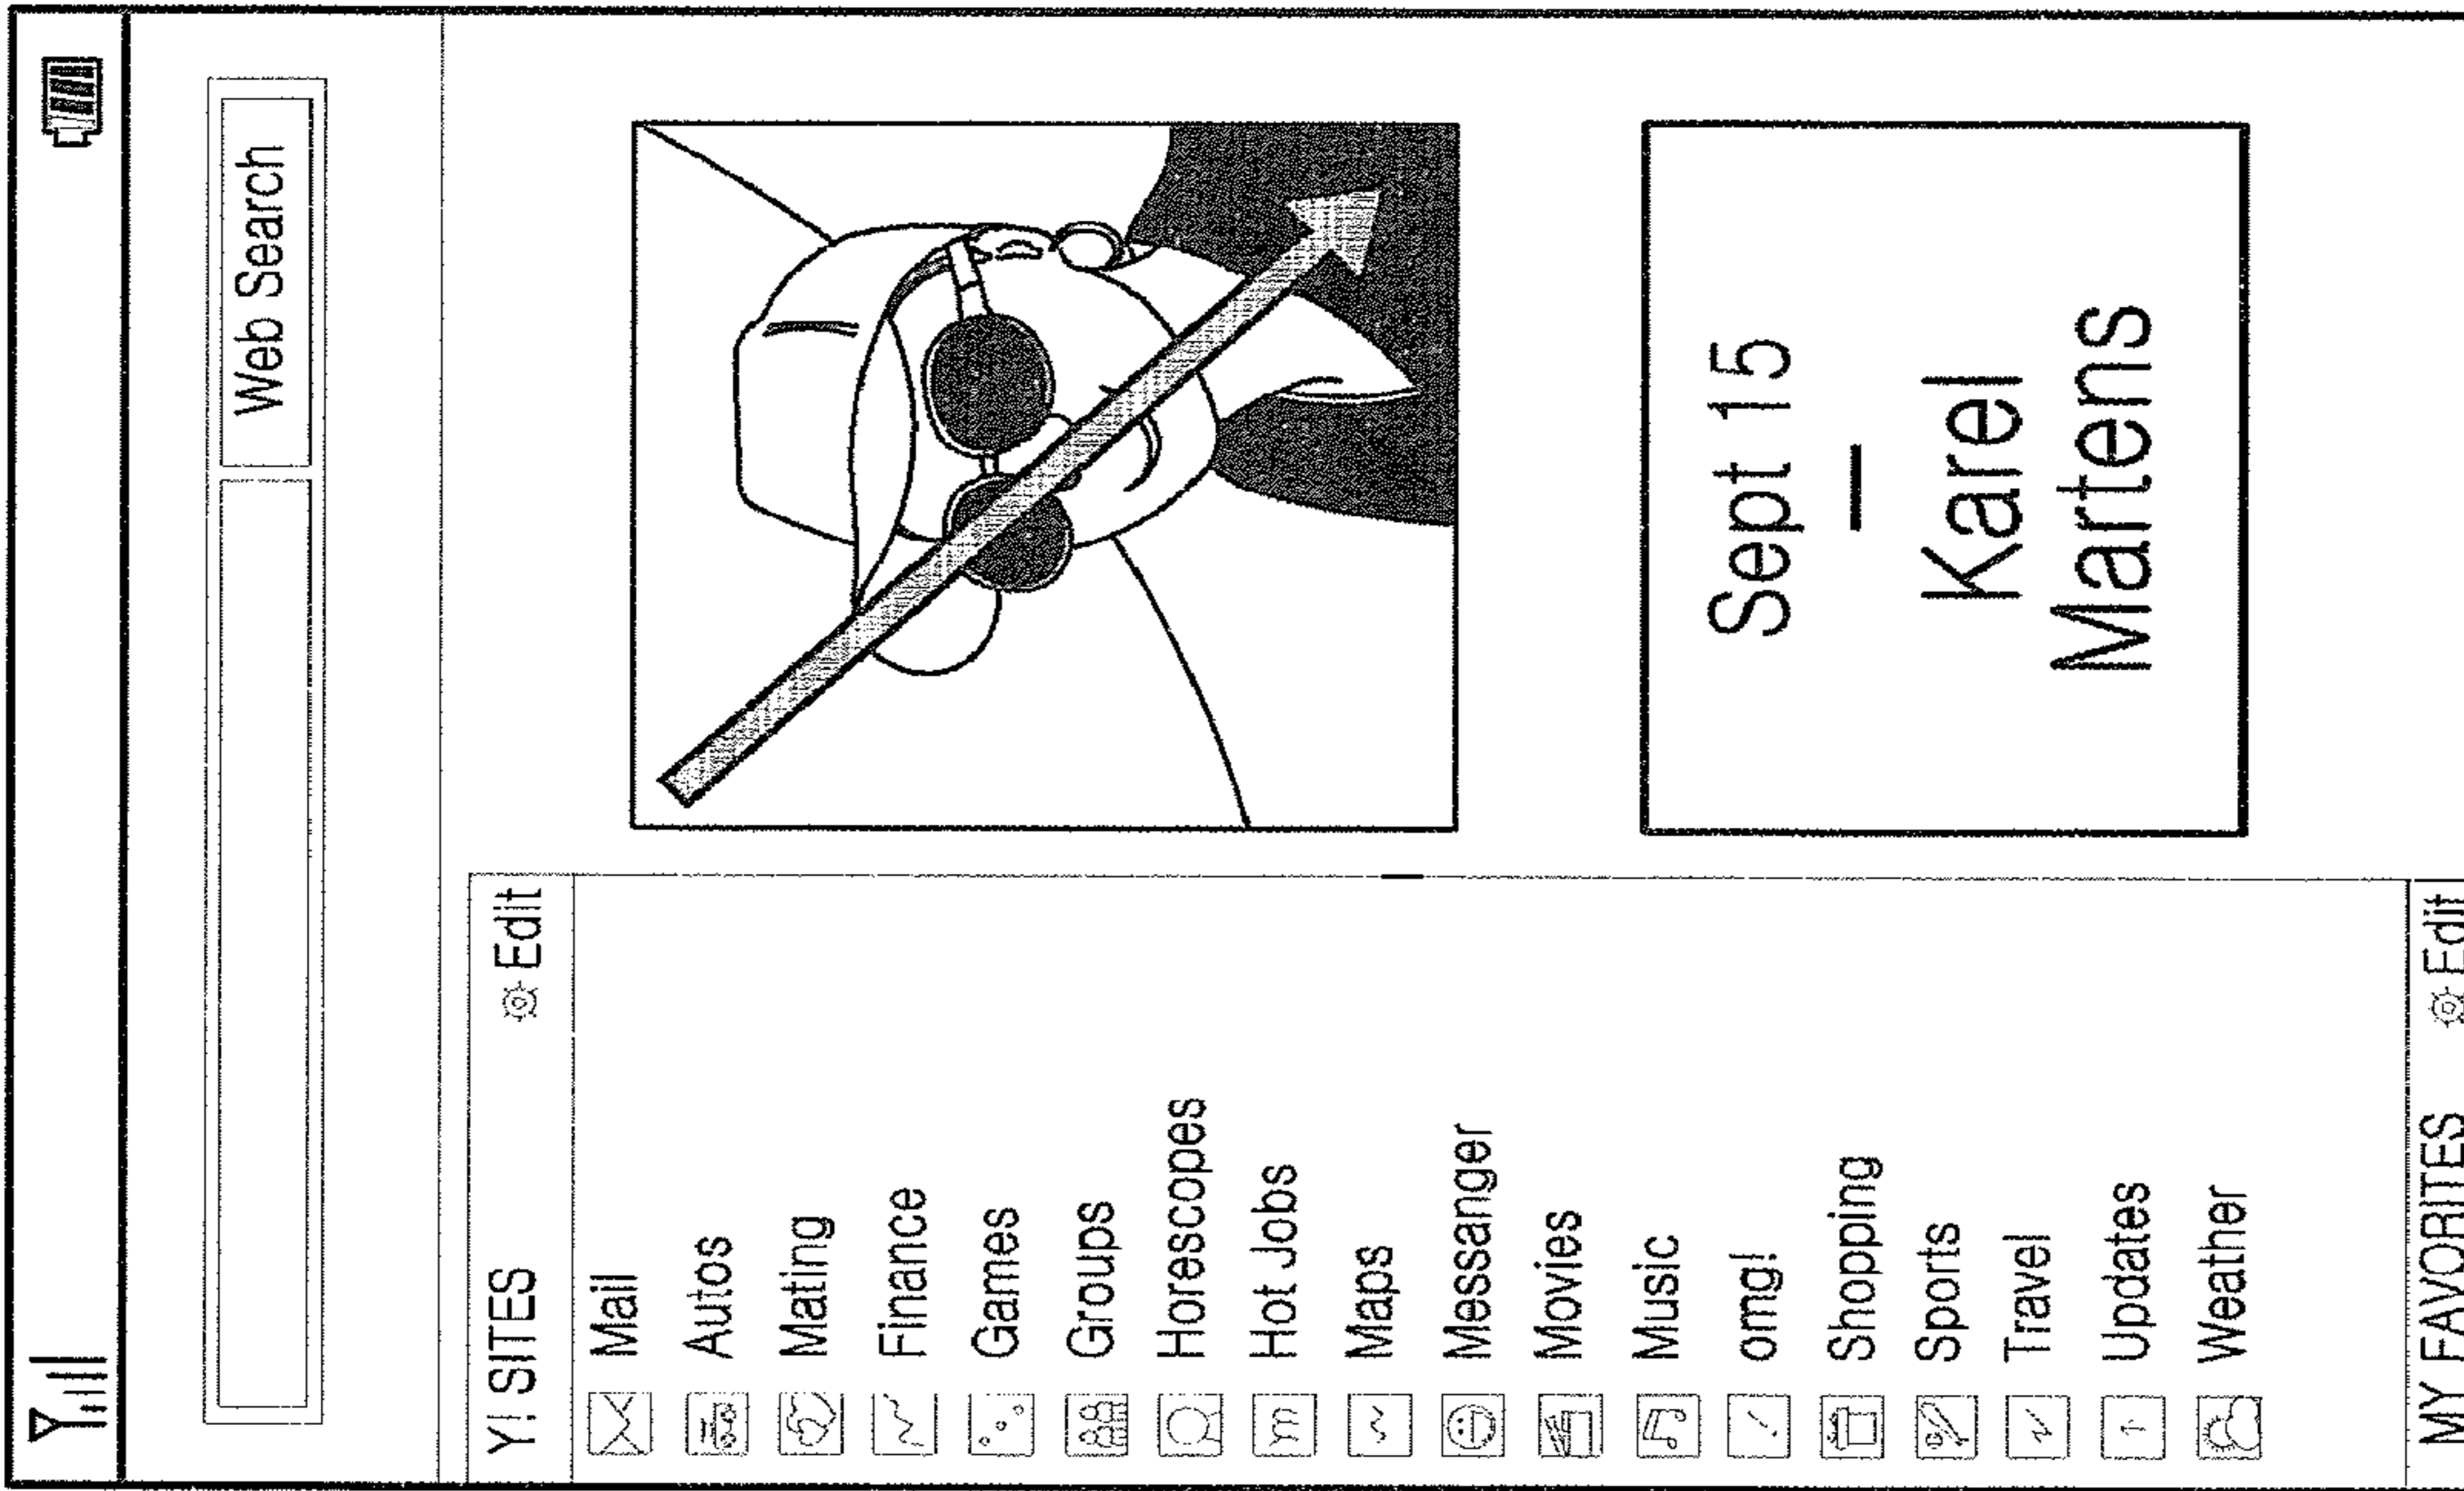 Web Search
Y! SITES Edit
Mail
Autos
Mating
Finance
Games
Groups
Horescopes
Hot Jobs
Maps
Messanger
Movies
Music
omg!
Shopping
Sports
Travel
Updates
Weather
MY FAVORITES Edit
Sept 15
—
Karel
Martens